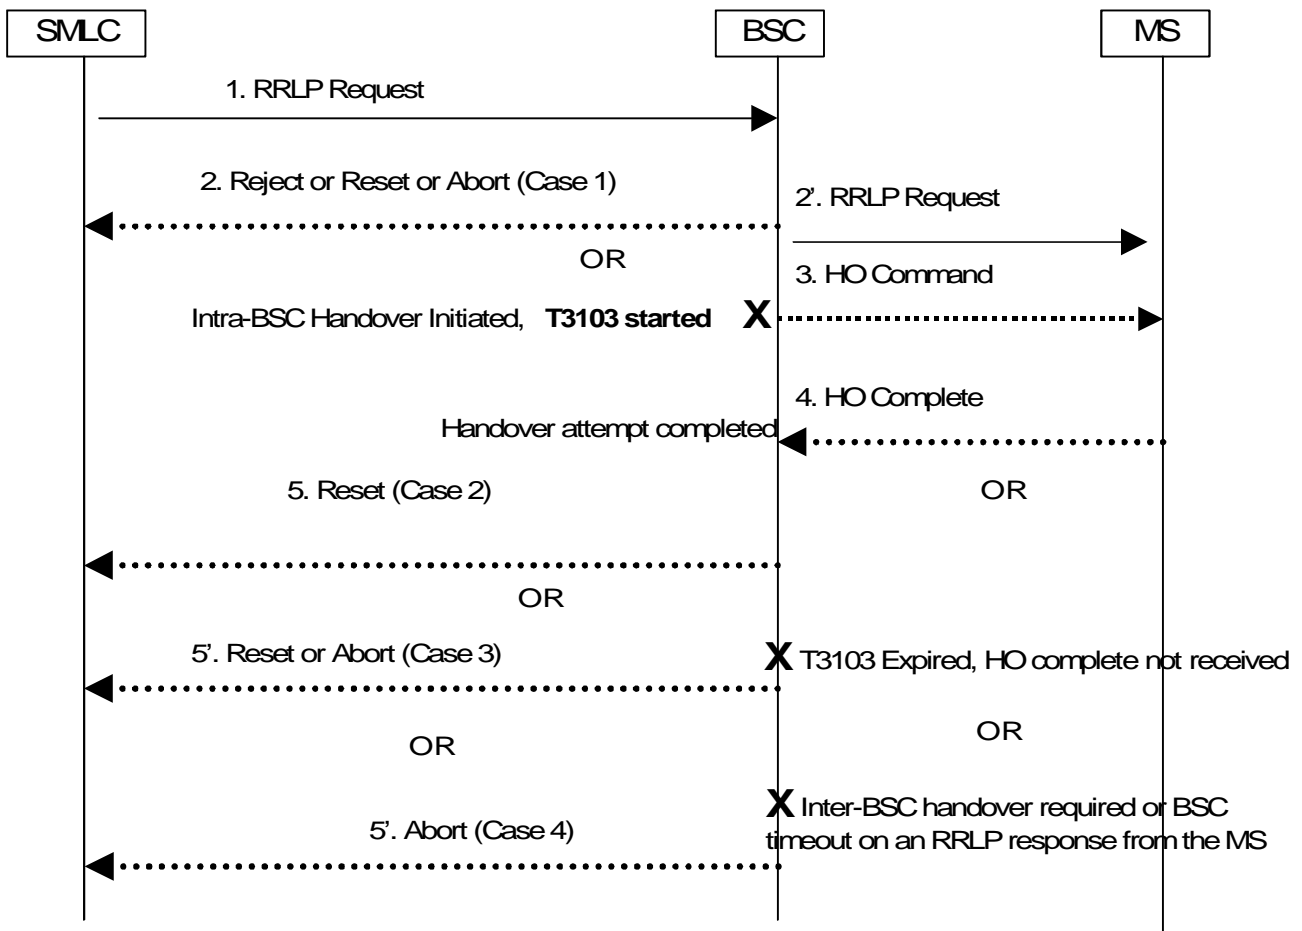 SMLC
BSC
MS
1. RRLP Request
2. Reject or Reset or Abort (Case 1)
2'. RRLP Request
OR
3. HO Command
Intra-BSC Handover Initiated, T3103 started X
4. HO Complete
Handover attempt completed
5. Reset (Case 2)
OR
OR
5'. Reset or Abort (Case 3)
X T3103 Expired, HO complete not received
OR
OR
X Inter-BSC handover required or BSC
timeout on an RRLP response from the MS
5'. Abort (Case 4)